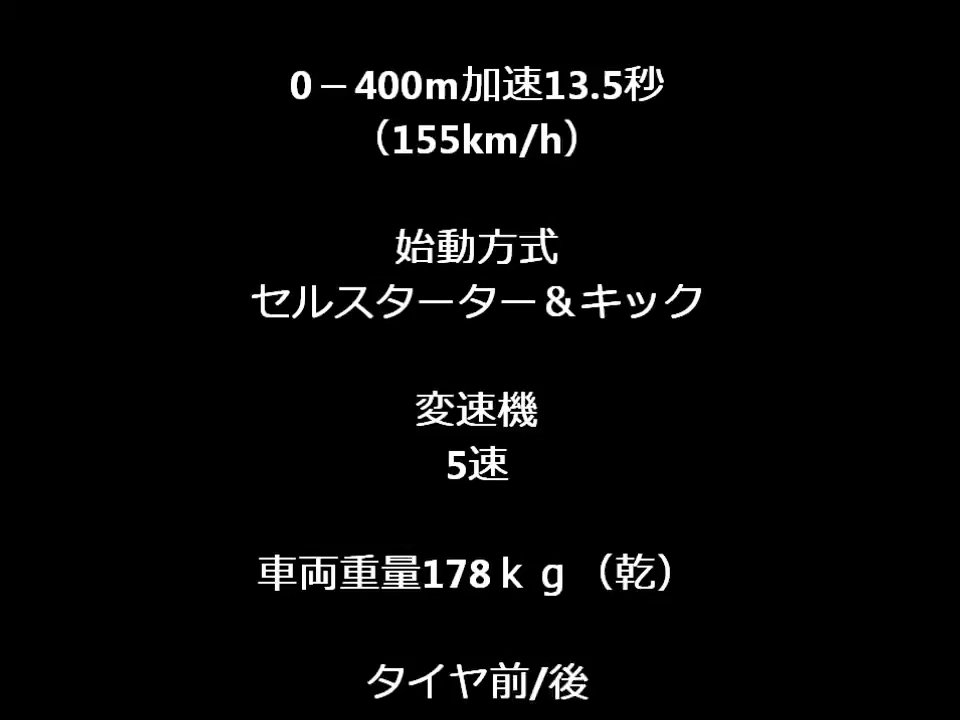 0－400m加速13.5秒
（155km/h）
始動方式
セルスターター＆キック
変速機
5速
車両重量178ｋｇ（乾）
タイヤ前/後